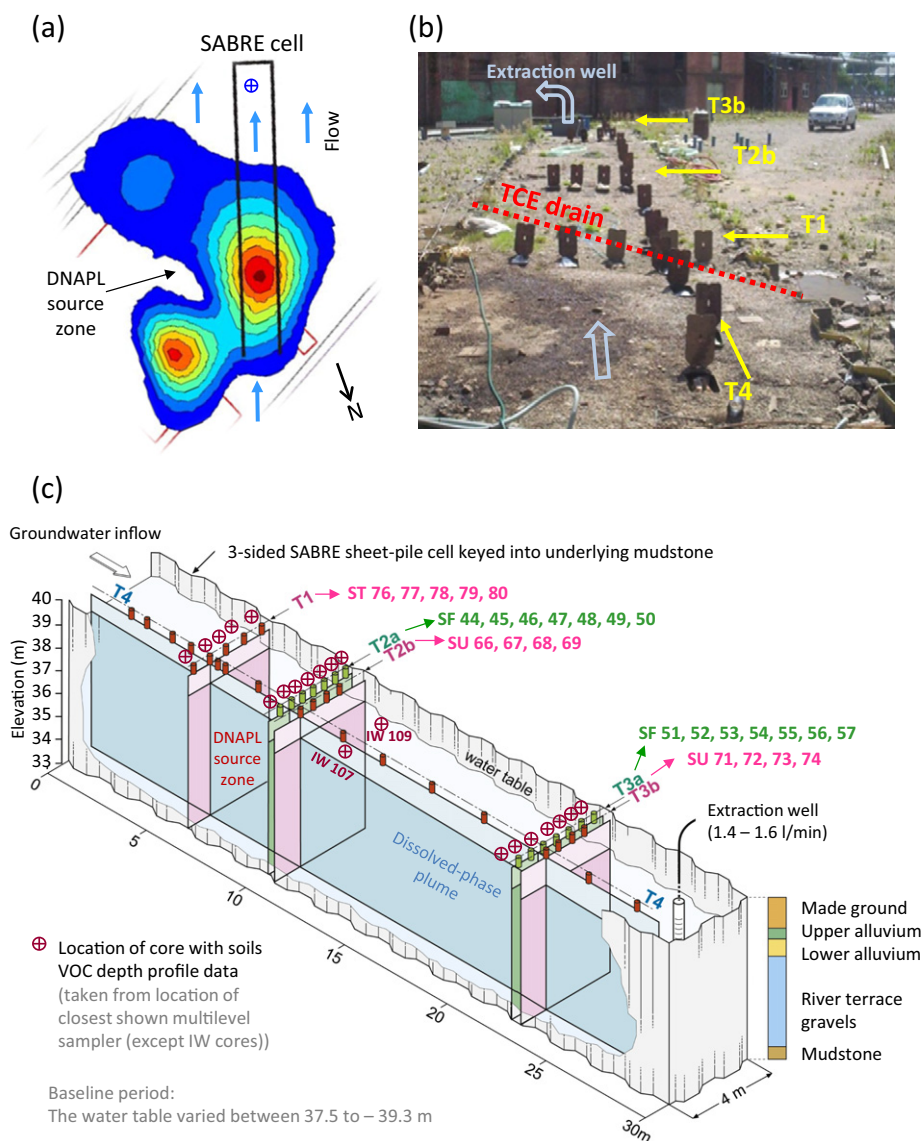 (a)
SABRE cell
Flow
DNAPL
source
zone
N
(b)
Extraction well
T3b
T2b
TCE drain
T1
T4
(c)
Groundwater inflow
3-sided SABRE sheet-pile cell keyed into underlying mudstone
T4
T1
ST 76, 77, 78, 79, 80
T2a
SF 44, 45, 46, 47, 48, 49, 50
T2b
SU 66, 67, 68, 69
Elevation (m)
40
39
38
37
36
35
34
33
DNAPL
source
zone
IW 109
IW 107
water table
SF 51, 52, 53, 54, 55, 56, 57
T3a
SU 71, 72, 73, 74
T3b
Extraction well
(1.4 – 1.6 l/min)
Dissolved-phase
plume
T4
0
5
10
15
20
25
30m
4 m
Made ground
Upper alluvium
Lower alluvium
River terrace
gravels
Mudstone
Location of core with soils
VOC depth profile data
(taken from location of
closest shown multilevel
sampler (except IW cores))
Baseline period:
The water table varied between 37.5 to – 39.3 m